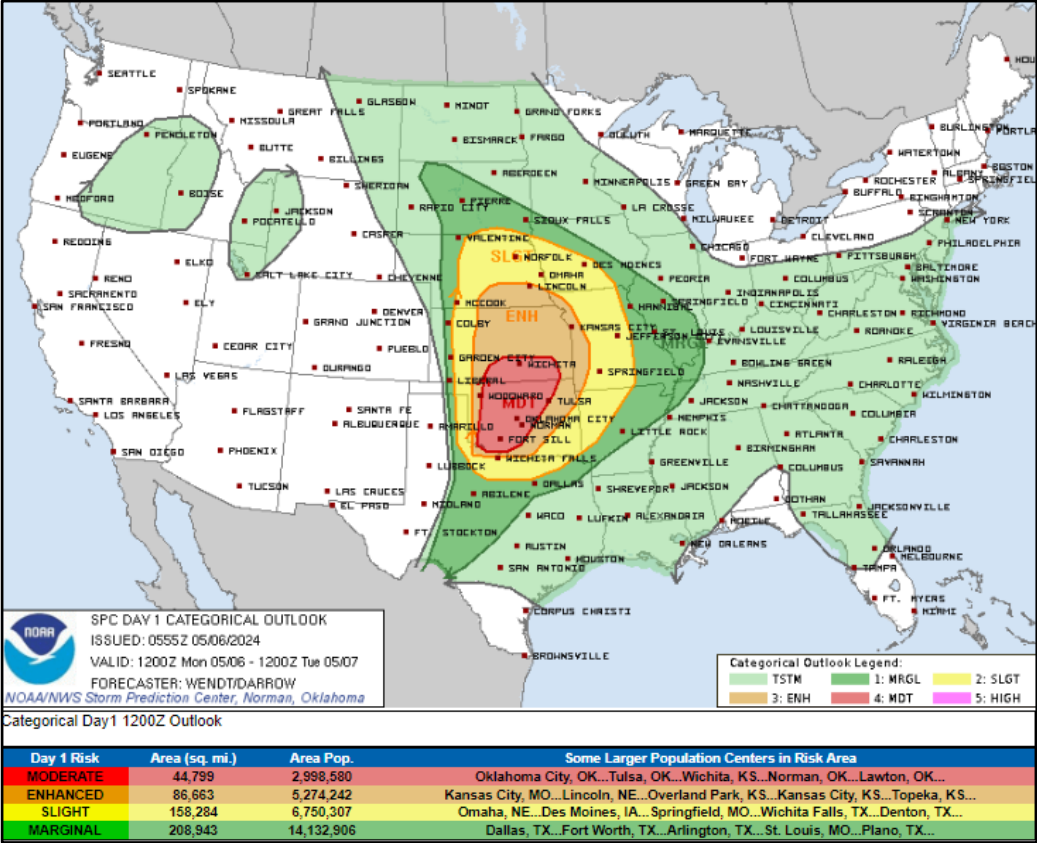 SEATTLE
SPOKANE
GLASGOW
MINOT
GRAND FORKS
GREAT FALLS
MISSOULA
PORTLAND
PENDLETON
BUTTE
BISMARCK
FARGO
DULUTH
MARQUETTE
BURLINGTON
WATERTOWN
EUGENE
BILLINGS
ABERDEEN
MINNEAPOLIS
GREEN BAY
ROCHESTER
ALBANY
BOSTON
BUFFALO
BINGHAMTON
SCRANTON
NEW YORK
MEDFORD
BOISE
JACKSON
POCATELLO
SHERIDAN
RAPID CITY
PIERRE
SIOUX FALLS
LA CROSSE
MILWAUKEE
DETROIT
CLEVELAND
REDDING
ELKO
SALT LAKE CITY
CASPER
VALENTINE
CHICAGO
FORT WAYNE
PITTSBURGH
PHILADELPHIA
SLGT
NORFOLK
DES MOINES
OMAHA
LINCOLN
PEORIA
COLUMBUS
BALTIMORE
WASHINGTON
RENO
SACRAMENTO
SAN FRANCISCO
ELY
CHEYENNE
MCCOOK
HANNIBAL
SPRINGFIELD
INDIANAPOLIS
CINCINNATI
CHARLESTON
RICHMOND
VIRGINIA BEACH
DENVER
GRAND JUNCTION
COLBY
ENH
KANSAS CITY
JEFFERSON CITY
ST. LOUIS
MRGL
EVANSVILLE
LOUISVILLE
ROANOKE
FRESNO
CEDAR CITY
PUEBLO
DURANGO
GARDEN CITY
WICHITA
LIBERAL
SPRINGFIELD
BOWLING GREEN
RALEIGH
LAS VEGAS
NASHVILLE
CHARLOTTE
WILMINGTON
SANTA BARBARA
LOS ANGELES
FLAGSTAFF
SANTA FE
ALBUQUERQUE
AMARILLO
WOODWARD
MDT
TULSA
OKLAHOMA CITY
NORMAN
FORT SILL
LITTLE ROCK
MEMPHIS
JACKSON
CHATTANOOGA
COLUMBIA
SAN DIEGO
PHOENIX
LUBBOCK
WICHITA FALLS
GREENVILLE
BIRMINGHAM
ATLANTA
CHARLESTON
TUCSON
LAS CRUCES
EL PASO
MIDLAND
ABILENE
DALLAS
SHREVEPORT
JACKSON
COLUMBUS
SAVANNAH
FT. STOCKTON
WACO
LUFKIN
ALEXANDRIA
MOBILE
DOTHAN
TALLAHASSEE
JACKSONVILLE
AUSTIN
HOUSTON
SAN ANTONIO
NEW ORLEANS
ORLANDO
MELBOURNE
TAMPA
CORPUS CHRISTI
BROWNSVILLE
FT. MYERS
MIAMI
NOAA
SPC DAY 1 CATEGORICAL OUTLOOK
ISSUED: 0555Z 05/06/2024
VALID: 1200Z Mon 05/06 - 1200Z Tue 05/07
FORECASTER: WENDT/DARROW
NOAA/NWS Storm Prediction Center, Norman, Oklahoma
Categorical Outlook Legend:
TSTM 1: MRGL 2: SLGT
3: ENH 4: MDT 5: HIGH
Categorical Day1 1200Z Outlook
Day 1 Risk Area (sq. mi.) Area Pop. Some Larger Population Centers in Risk Area
MODERATE 44,799 2,998,580 Oklahoma City, OK...Tulsa, OK...Wichita, KS...Norman, OK...Lawton, OK...
ENHANCED 86,663 5,274,242 Kansas City, MO...Lincoln, NE...Overland Park, KS...Kansas City, KS...Topeka, KS...
SLIGHT 158,284 6,750,307 Omaha, NE...Des Moines, IA...Springfield, MO...Wichita Falls, TX...Denton, TX...
MARGINAL 208,943 14,132,906 Dallas, TX...Fort Worth, TX...Arlington, TX...St. Louis, MO...Plano, TX...